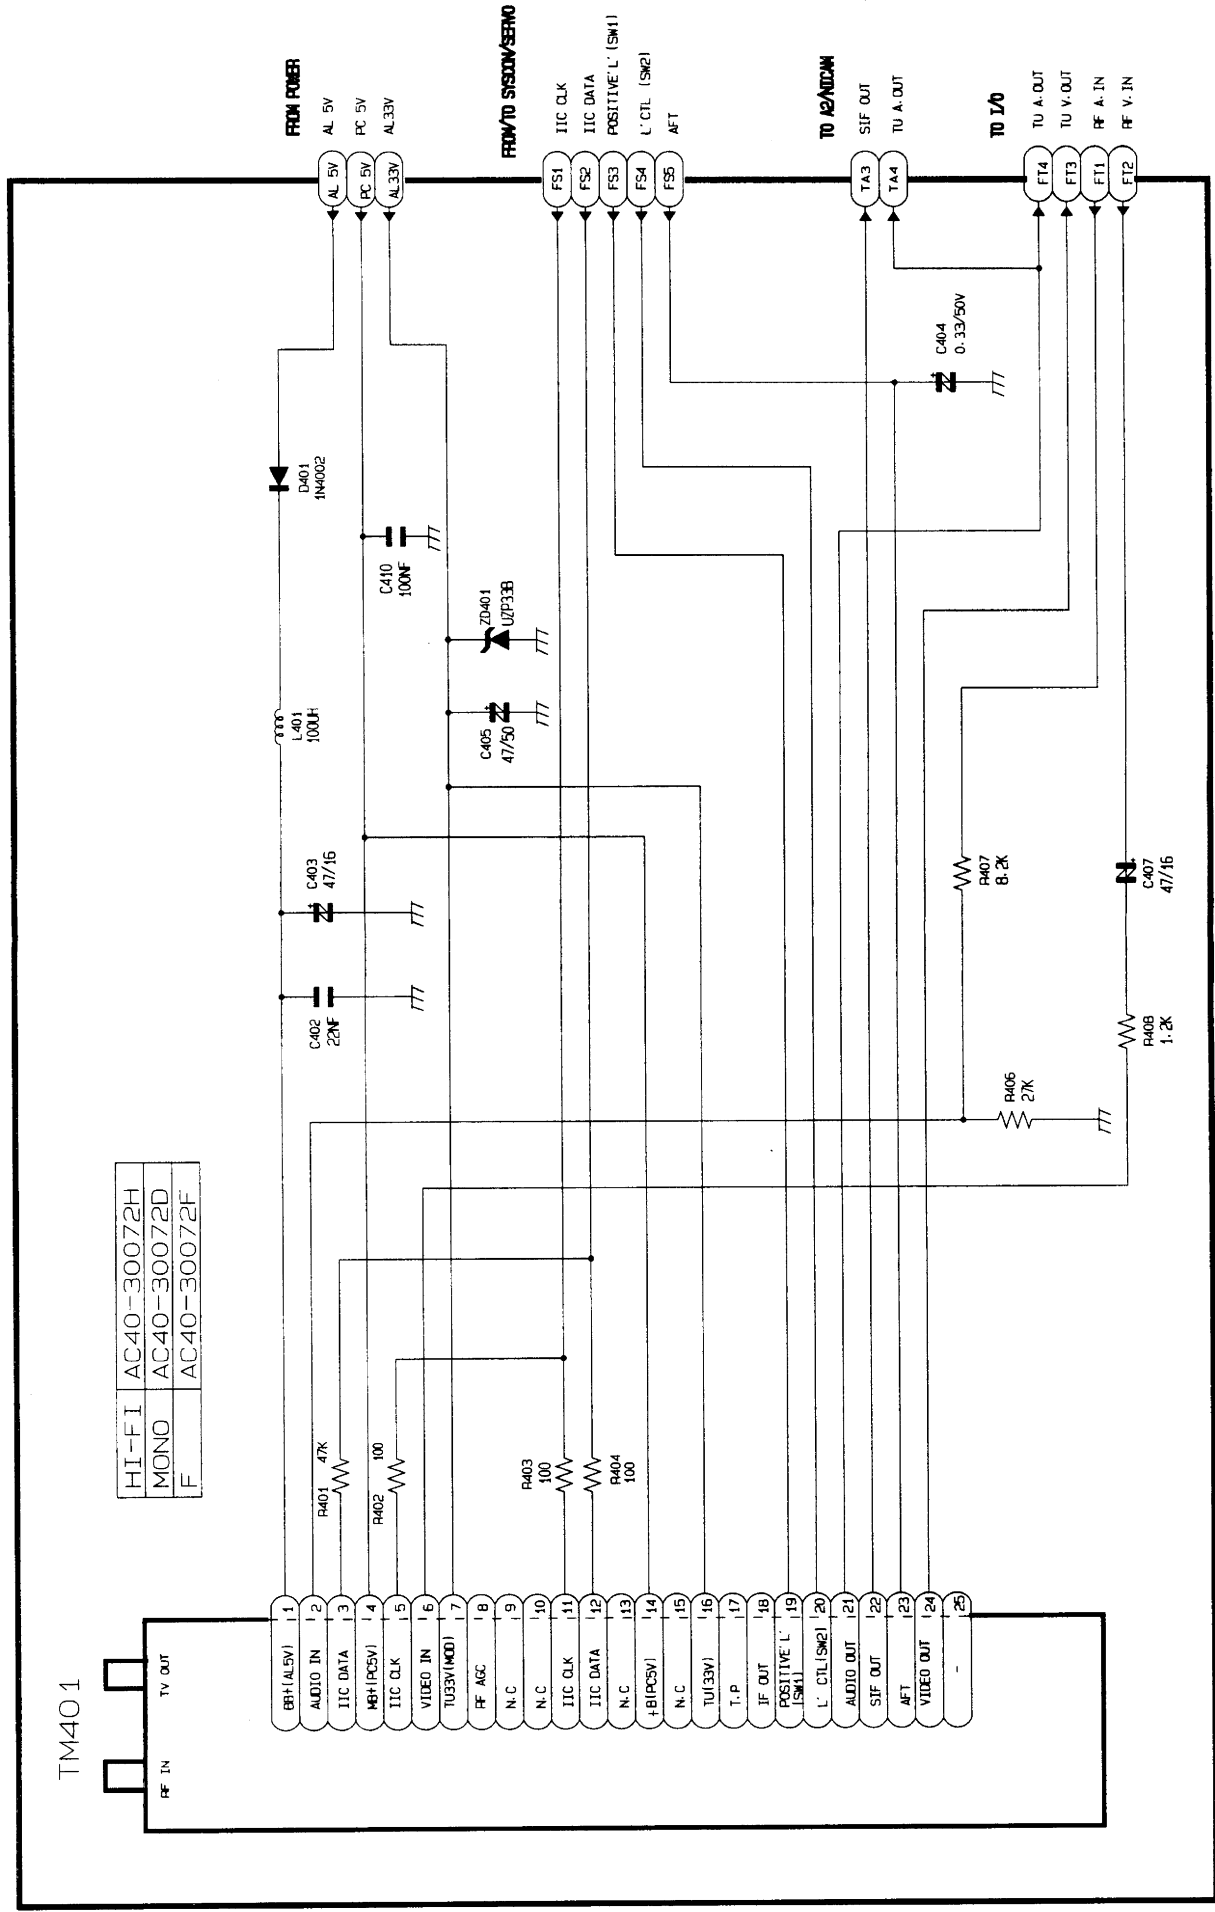 TM401
RF IN
TV OUT
HI-FI AC40-30072H
MONO AC40-30072D
F AC40-30072F
BB+(AL5V) 1
AUDIO IN 2
IIC DATA 3
MB+(PC5V) 4
IIC CLK 5
VIDEO IN 6
TU33V(MOD) 7
RF AGC 8
N.C 9
N.C 10
IIC CLK 11
IIC DATA 12
N.C 13
+B(PC5V) 14
N.C 15
TU(33V) 16
T.P 17
IF OUT 18
POSITIVE'L'
(SW1) 19
L' CTL(SW2) 20
AUDIO OUT 21
SIF OUT 22
AFT 23
VIDEO OUT 24
- 25
R401 47K
R402 100
R403
100
R404
100
C402
22NF
C403
47/16
L401
100UH
D401
1N4002
C410
100NF
C405
47/50
ZD401
UZP33B
R406
27K
R407
8.2K
R408
1.2K
C407
47/16
C404
0.33/50V
FROM POWER
AL 5V AL 5V
PC 5V PC 5V
AL33V AL33V
FROM/TO SYSCON/SERVO
FS1 IIC CLK
FS2 IIC DATA
FS3 POSITIVE'L'(SW1)
FS4 L'CTL (SW2)
FS5 AFT
TO A2/NICAM
TA3 SIF OUT
TA4 TU A.OUT
TO I/O
FT4 TU A.OUT
FT3 TU V.OUT
FT1 RF A.IN
FT2 RF V.IN